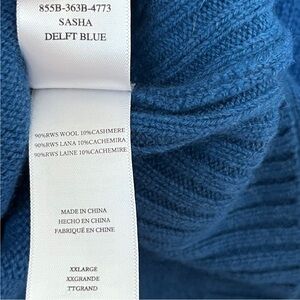 855B-363B-4773
SASHA
DELFT BLUE
90%RWS WOOL 10%CASHMERE
90%RWS LANA 10%CACHEMIRA
90%RWS LAINE 10%CACHEMIRE
MADE IN CHINA
HECHO EN CHINA
FABRIQUÉ EN CHINE
XXLARGE
XXGRANDE
TTGRAND